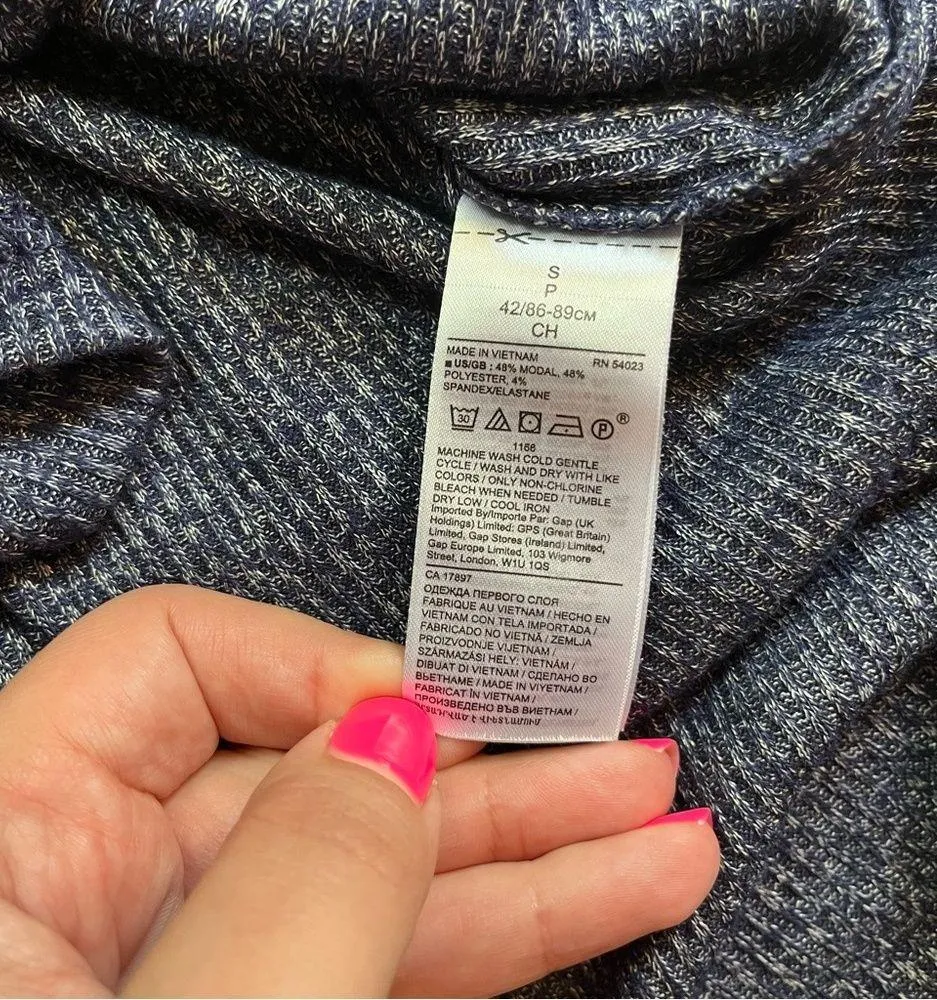 S
P
42/86-89см
CH
MADE IN VIETNAM RN 54023
US/GB : 48% MODAL, 48%
POLYESTER, 4%
SPANDEX/ELASTANE
30 P ®
1156
MACHINE WASH COLD GENTLE
CYCLE / WASH AND DRY WITH LIKE
COLORS / ONLY NON-CHLORINE
BLEACH WHEN NEEDED / TUMBLE
DRY LOW / COOL IRON
Imported By/Importe Par: Gap (UK
Holdings) Limited: GPS (Great Britain)
Limited, Gap Stores (Ireland) Limited,
Gap Europe Limited, 103 Wigmore
Street, London, W1U 1QS
CA 17897
ОДЕЖДА ПЕРВОГО СЛОЯ
FABRIQUE AU VIETNAM / HECHO EN
VIETNAM CON TELA IMPORTADA /
FABRICADO NO VIETNÃ / ZEMLJA
PROIZVODNJE VIJETNAM /
SZÁRMAZÁSI HELY: VIETNÁM /
DIBUAT DI VIETNAM / СДЕЛАНО ВО
ВЬЕТНАМЕ / MADE IN VIYETNAM /
FABRICAT ÎN VIETNAM /
ПРОИЗВЕДЕНО ВЪВ ВИЕТНАМ /